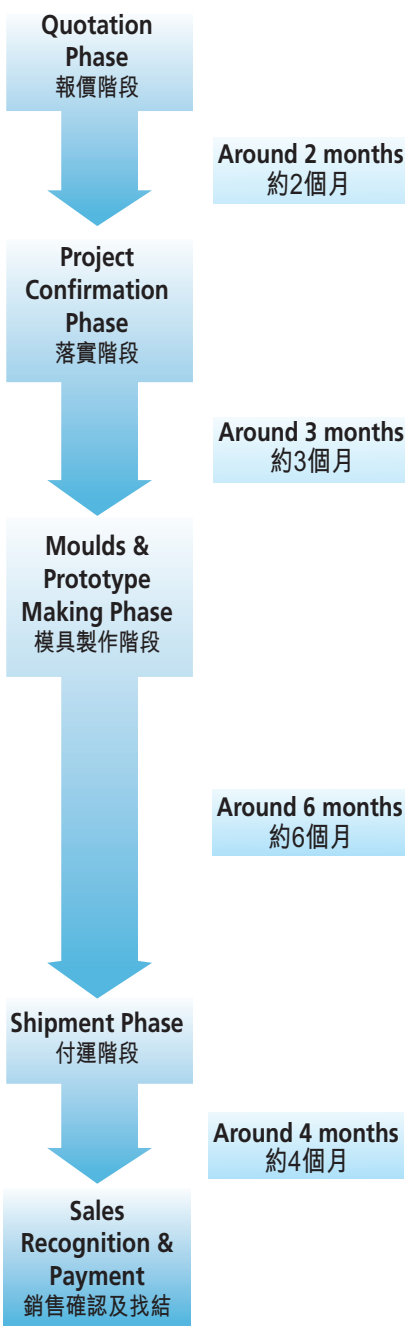 Quotation
Phase
報價階段
Around 2 months
約2個月
Project
Confirmation
Phase
落實階段
Around 3 months
約3個月
Moulds &
Prototype
Making Phase
模具製作階段
Around 6 months
約6個月
Shipment Phase
付運階段
Around 4 months
約4個月
Sales
Recognition &
Payment
銷售確認及找結